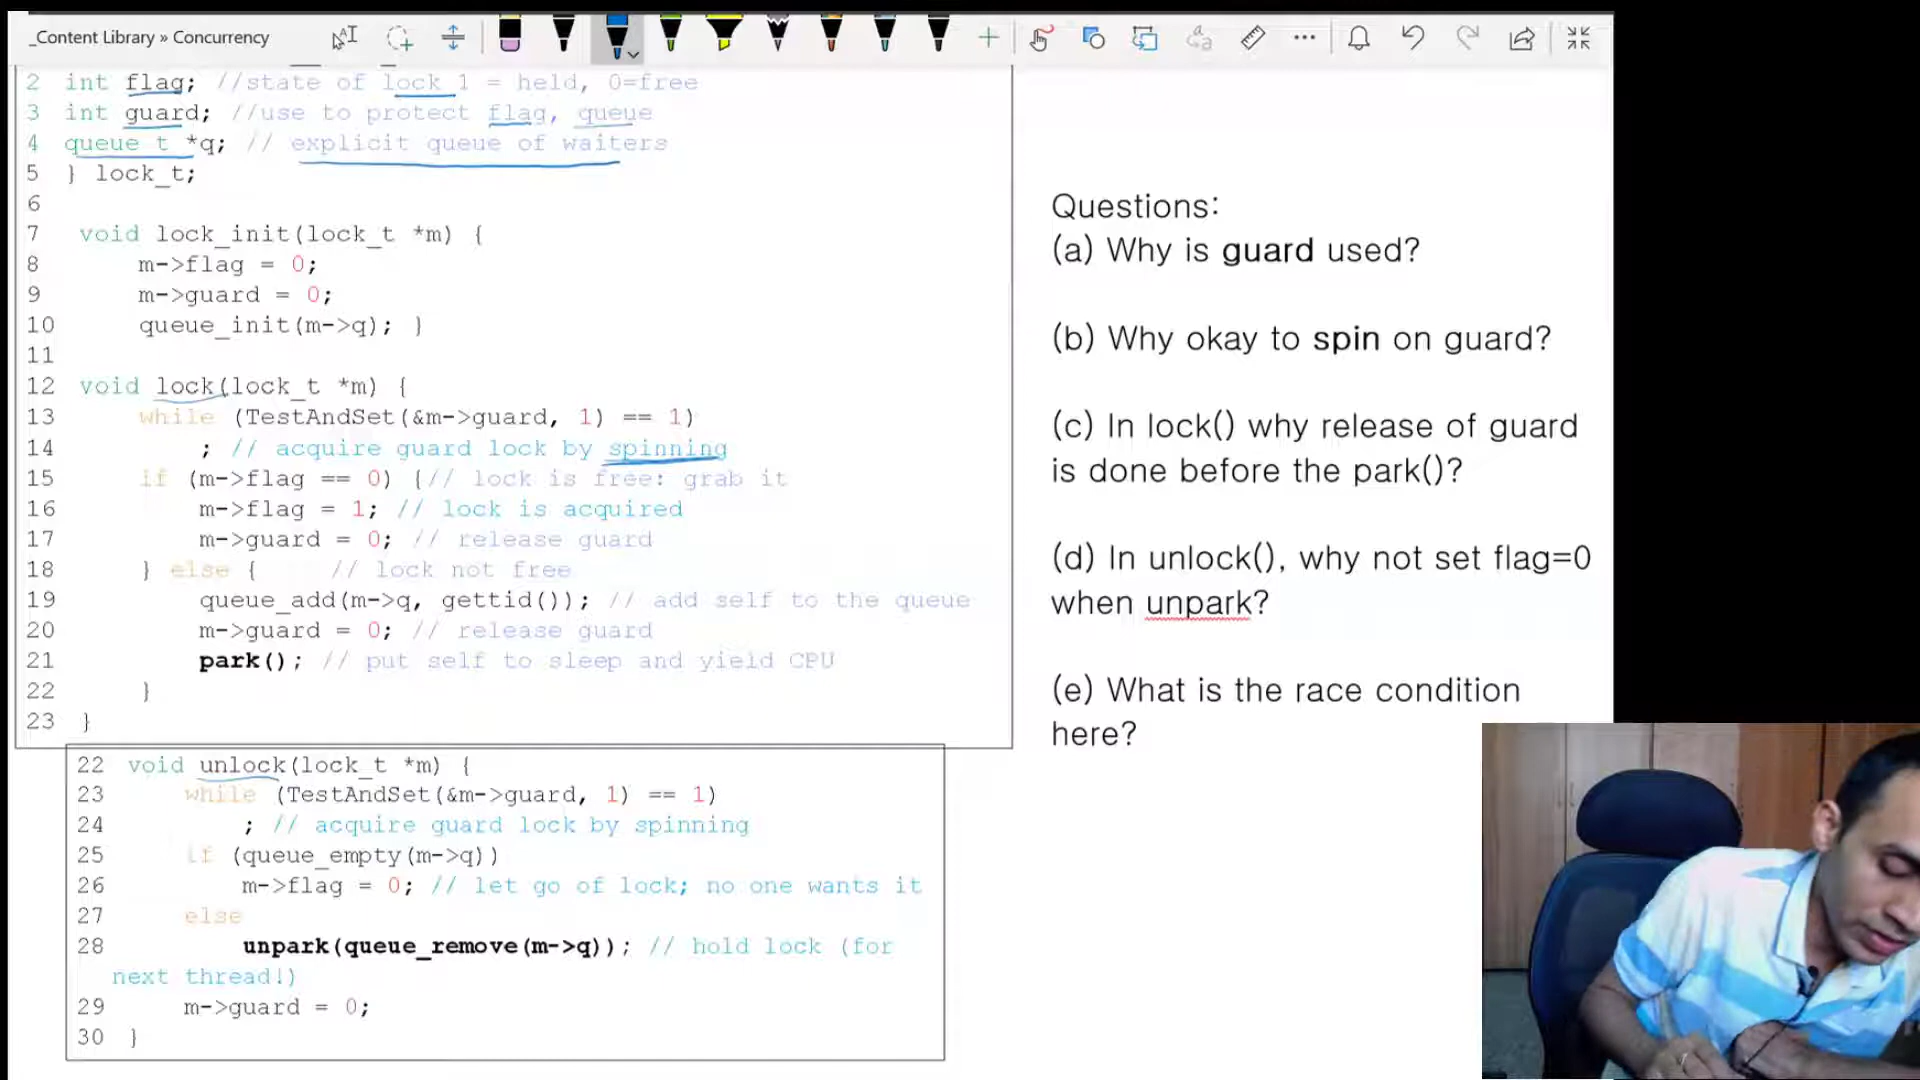 _Content Library » Concurrency
2 int flag; //state of lock 1 = held, 0=free
3 int guard; //use to protect flag, queue
4 queue_t *q; // explicit queue of waiters
5 } lock_t;
6
7 void lock_init(lock_t *m) {
8 m->flag = 0;
9 m->guard = 0;
10 queue_init(m->q); }
11
12 void lock(lock_t *m) {
13 while (TestAndSet(&m->guard, 1) == 1)
14 ; // acquire guard lock by spinning
15 if (m->flag == 0) {// lock is free: grab it
16 m->flag = 1; // lock is acquired
17 m->guard = 0; // release guard
18 } else { // lock not free
19 queue_add(m->q, gettid()); // add self to the queue
20 m->guard = 0; // release guard
21 park(); // put self to sleep and yield CPU
22 }
23 }
22 void unlock(lock_t *m) {
23 while (TestAndSet(&m->guard, 1) == 1)
24 ; // acquire guard lock by spinning
25 if (queue_empty(m->q))
26 m->flag = 0; // let go of lock; no one wants it
27 else
28 unpark(queue_remove(m->q)); // hold lock (for
next thread!)
29 m->guard = 0;
30 }
Questions:
(a) Why is guard used?
(b) Why okay to spin on guard?
(c) In lock() why release of guard
is done before the park()?
(d) In unlock(), why not set flag=0
when unpark?
(e) What is the race condition
here?